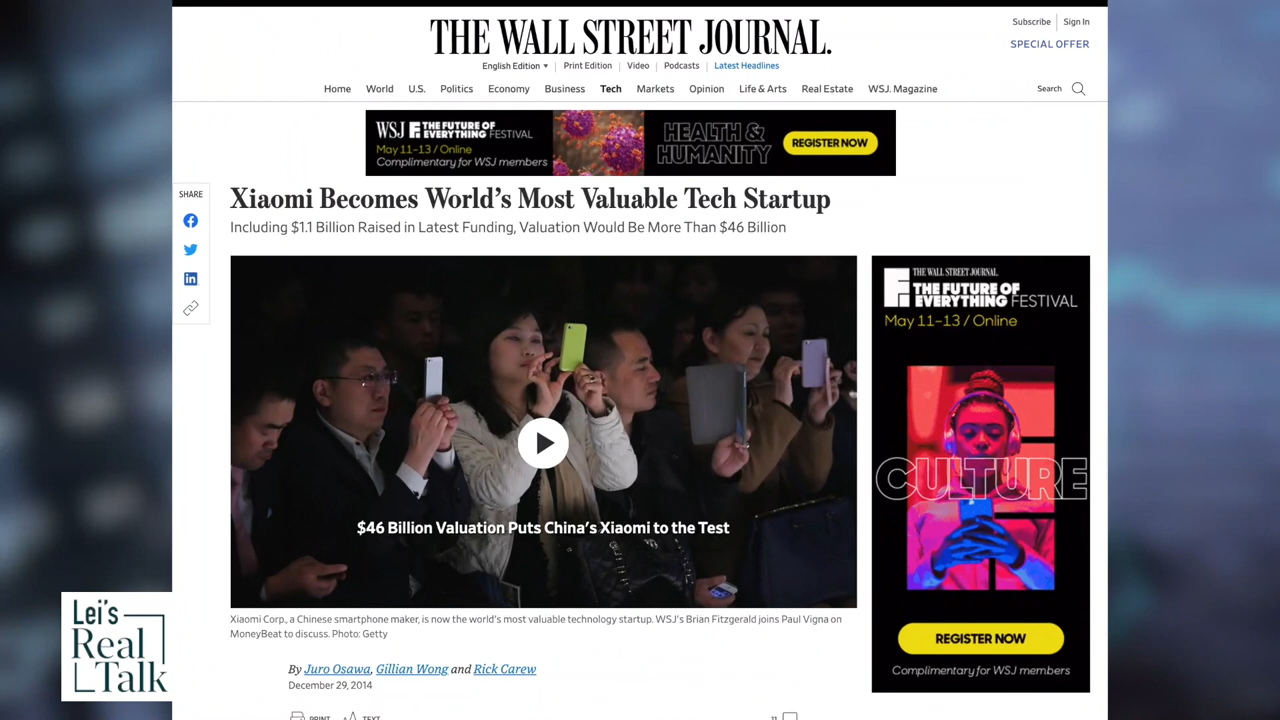 THE WALL STREET JOURNAL.
Subscribe Sign In
SPECIAL OFFER
English Edition Print Edition Video Podcasts Latest Headlines
Home World U.S. Politics Economy Business Tech Markets Opinion Life & Arts Real Estate WSJ. Magazine Search
WSJ THE FUTURE OF
EVERYTHING FESTIVAL
May 11–13 / Online
Complimentary for WSJ members
HEALTH &
HUMANITY
REGISTER NOW
SHARE
Xiaomi Becomes World's Most Valuable Tech Startup
Including $1.1 Billion Raised in Latest Funding, Valuation Would Be More Than $46 Billion
$46 Billion Valuation Puts China's Xiaomi to the Test
THE WALL STREET JOURNAL.
THE FUTURE OF
EVERYTHING FESTIVAL
May 11–13 / Online
CULTURE
REGISTER NOW
Complimentary for WSJ members
Xiaomi Corp., a Chinese smartphone maker, is now the world's most valuable technology startup. WSJ's Brian Fitzgerald joins Paul Vigna on
MoneyBeat to discuss. Photo: Getty
By Juro Osawa, Gillian Wong and Rick Carew
December 29, 2014
PRINT TEXT
11
Lei's
Real
Talk